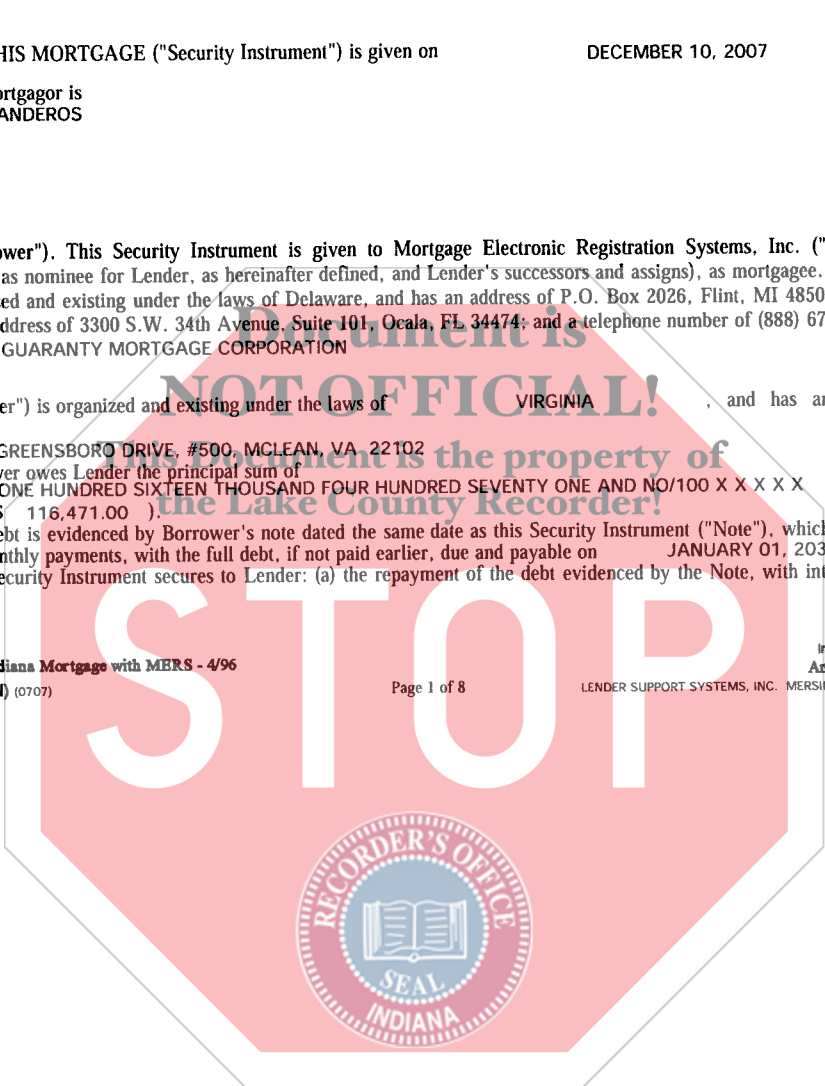 HIS MORTGAGE ("Security Instrument") is given on DECEMBER 10, 2007
ortgagor is
ANDEROS
ower"). This Security Instrument is given to Mortgage Electronic Registration Systems, Inc. ("
as nominee for Lender, as hereinafter defined, and Lender's successors and assigns), as mortgagee.
ed and existing under the laws of Delaware, and has an address of P.O. Box 2026, Flint, MI 4850
ddress of 3300 S.W. 34th Avenue, Suite 101, Ocala, FL 34474; and a telephone number of (888) 67
Document is
GUARANTY MORTGAGE CORPORATION
NOT OFFICIAL!
er") is organized and existing under the laws of VIRGINIA , and has an
GREENSBORO DRIVE, #500, MCLEAN, VA 22102
This Document is the property of
ver owes Lender the principal sum of
ONE HUNDRED SIXTEEN THOUSAND FOUR HUNDRED SEVENTY ONE AND NO/100 X X X X X
the Lake County Recorder!
$ 116,471.00 ).
ebt is evidenced by Borrower's note dated the same date as this Security Instrument ("Note"), which
nthly payments, with the full debt, if not paid earlier, due and payable on JANUARY 01, 203
ecurity Instrument secures to Lender: (a) the repayment of the debt evidenced by the Note, with int
STOP
diana Mortgage with MERS - 4/96
(0707) Page 1 of 8 LENDER SUPPORT SYSTEMS, INC. MERSI
RECORDER'S OFFICE
SEAL
INDIANA